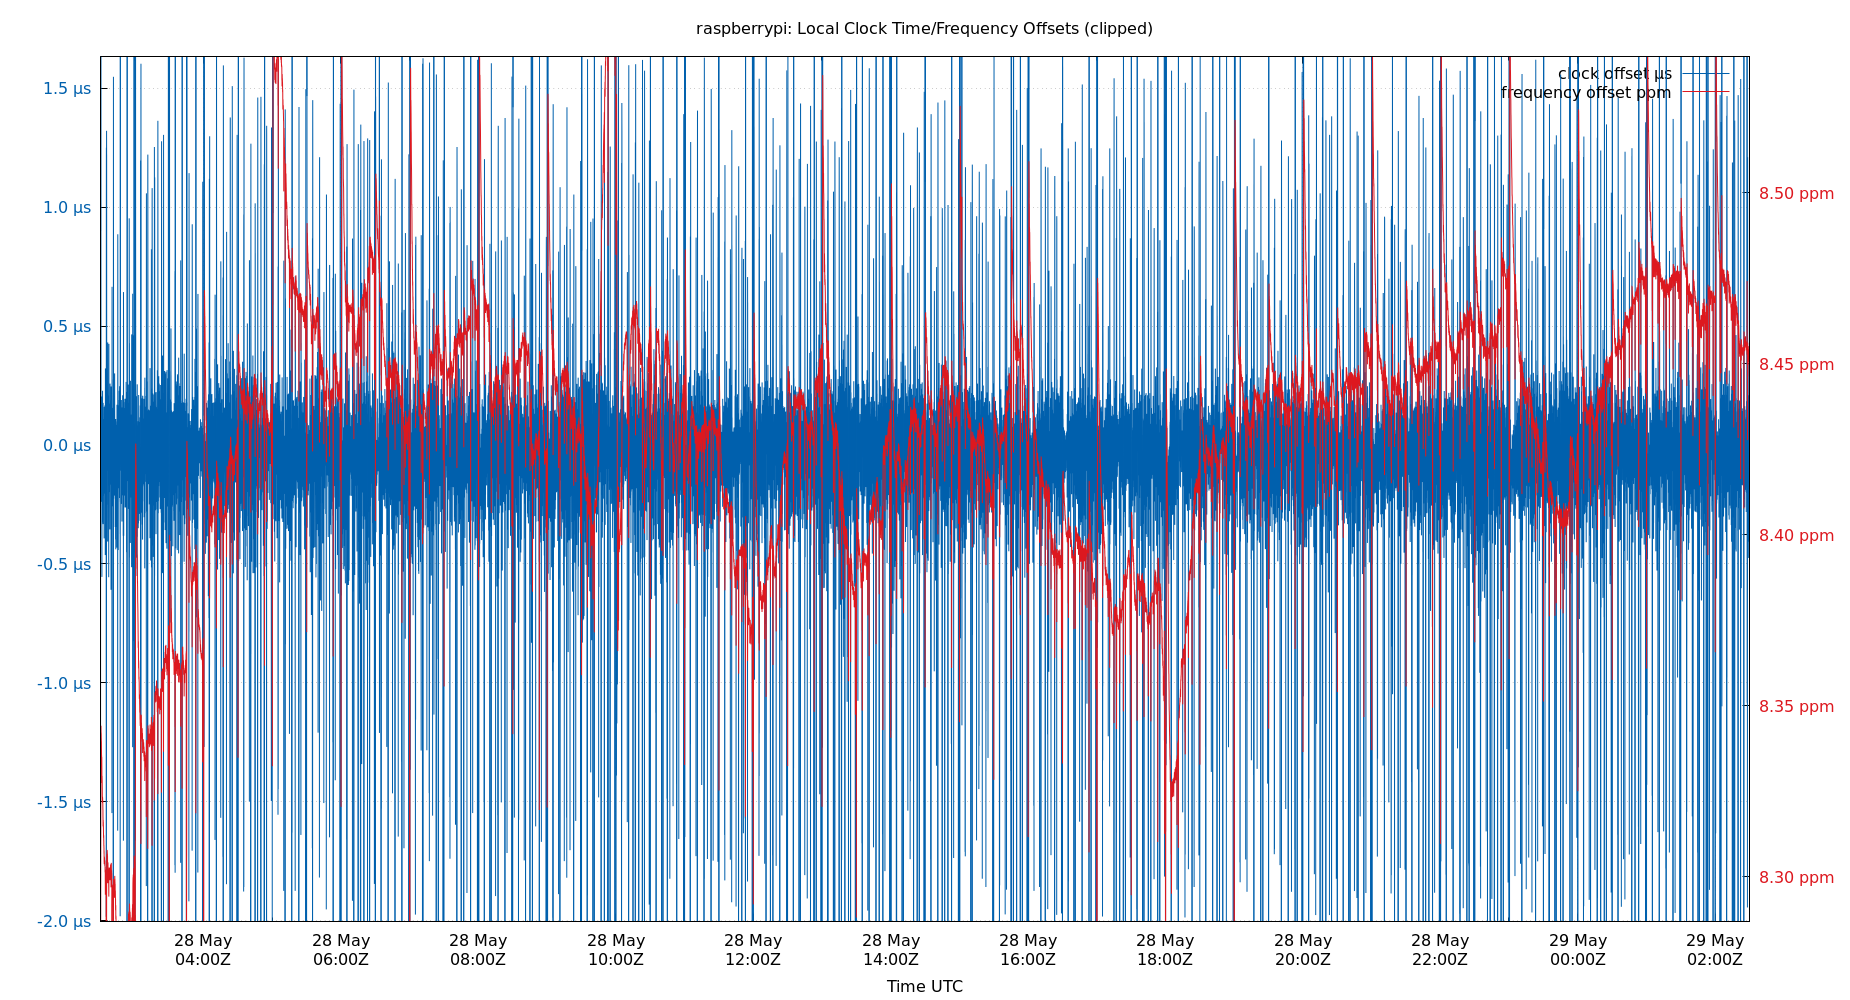 raspberrypi: Local Clock Time/Frequency Offsets (clipped)
clock offset µs
frequency offset ppm
1.5 µs
1.0 µs
0.5 µs
0.0 µs
-0.5 µs
-1.0 µs
-1.5 µs
-2.0 µs
8.50 ppm
8.45 ppm
8.40 ppm
8.35 ppm
8.30 ppm
28 May 28 May 28 May 28 May 28 May 28 May 28 May 28 May 28 May 28 May 29 May 29 May
04:00Z 06:00Z 08:00Z 10:00Z 12:00Z 14:00Z 16:00Z 18:00Z 20:00Z 22:00Z 00:00Z 02:00Z
Time UTC